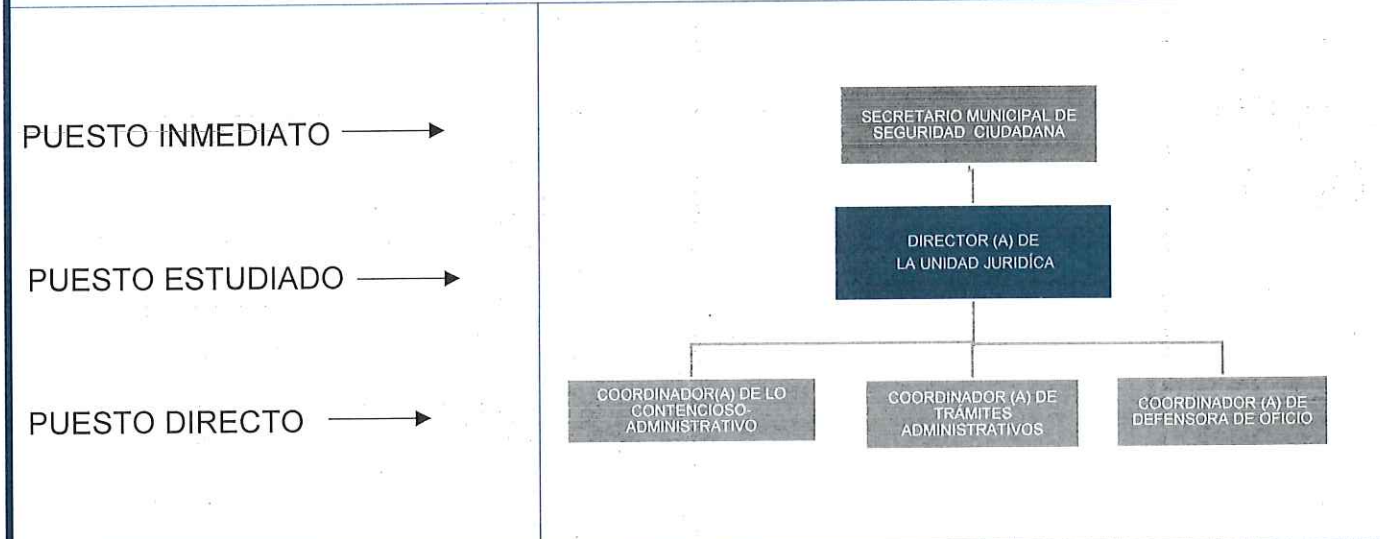 PUESTO INMEDIATO
SECRETARIO MUNICIPAL DE
SEGURIDAD CIUDADANA
PUESTO ESTUDIADO
DIRECTOR (A) DE
LA UNIDAD JURIDÍCA
PUESTO DIRECTO
COORDINADOR(A) DE LO
CONTENCIOSO-
ADMINISTRATIVO
COORDINADOR (A) DE
TRÁMITES
ADMINISTRATIVOS
COORDINADOR (A) DE
DEFENSORA DE OFICIO